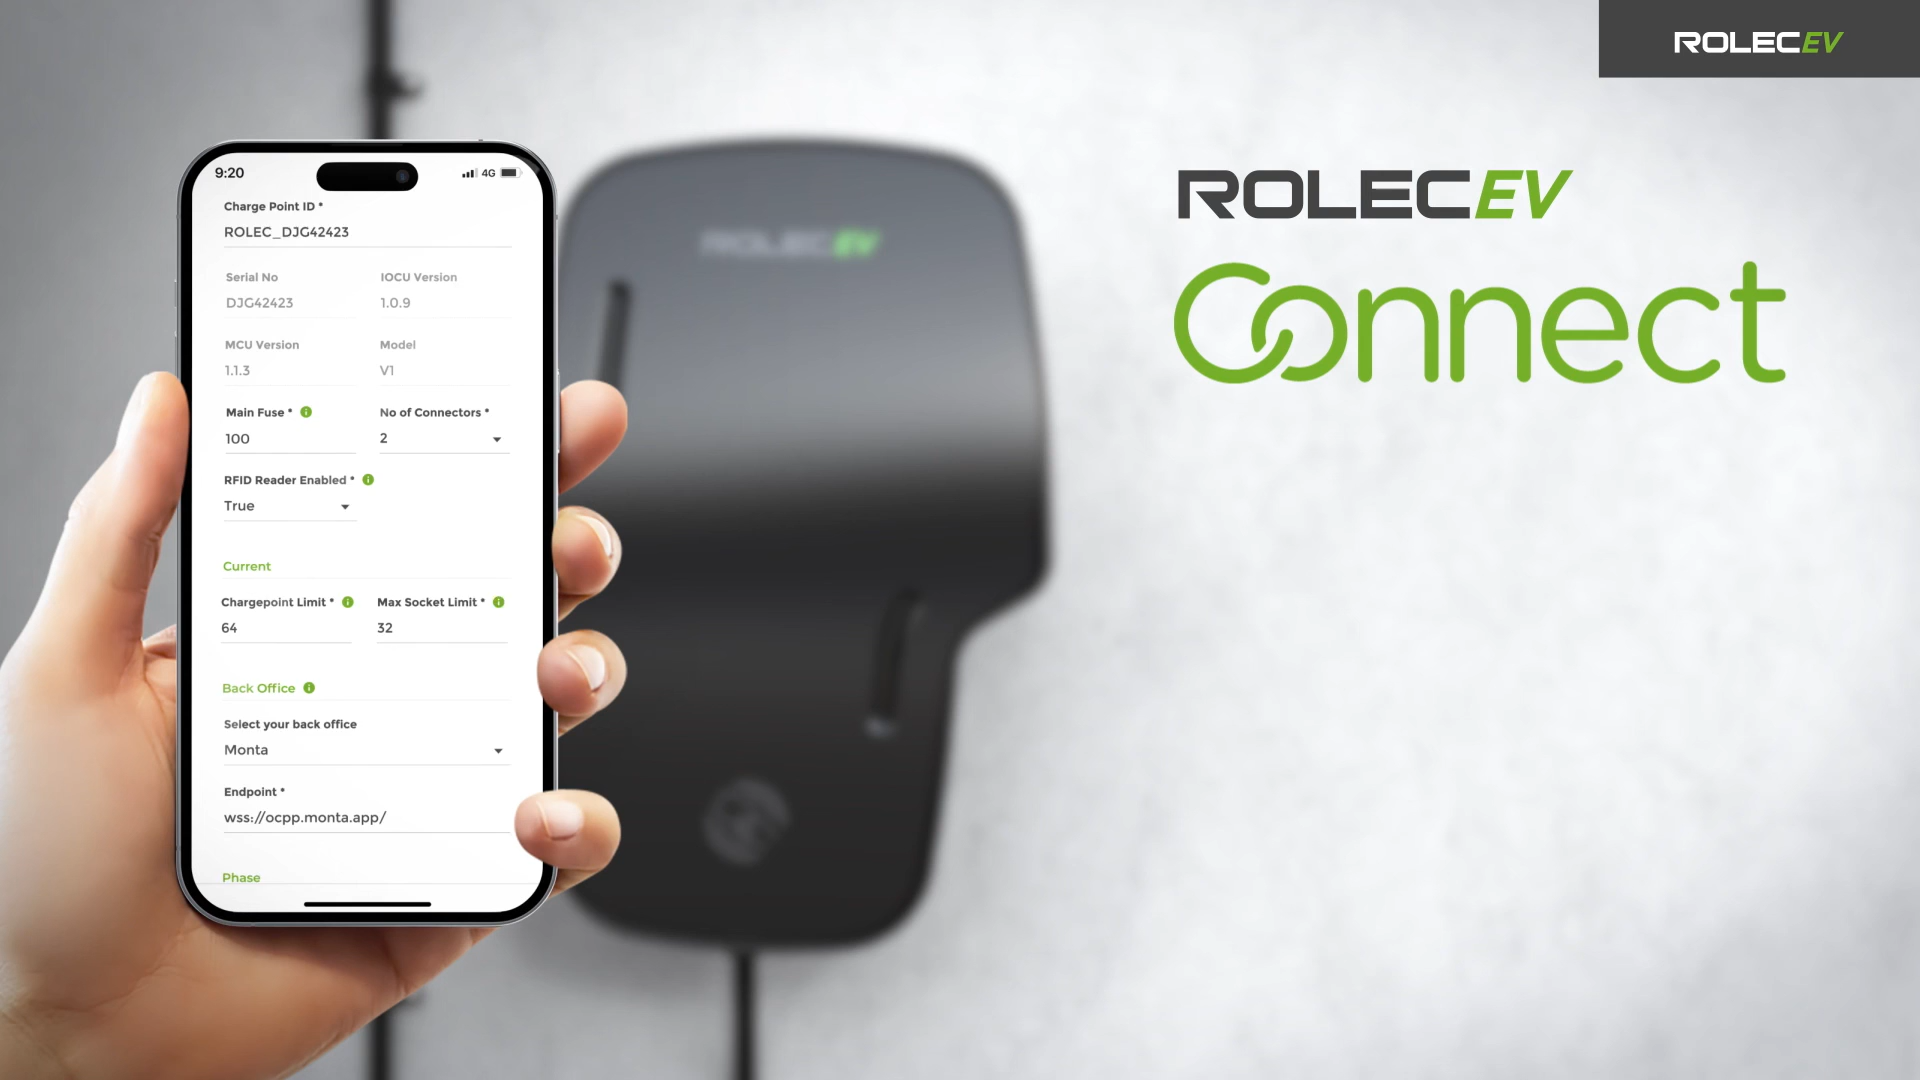 ROLECEV
ROLECEV
Connect
ROLECEV
9:20
4G
Charge Point ID *
ROLEC_DJG42423
Serial No IOCU Version
DJG42423 1.0.9
MCU Version Model
1.1.3 V1
Main Fuse * No of Connectors *
100 2
RFID Reader Enabled *
True
Current
Chargepoint Limit * Max Socket Limit *
64 32
Back Office
Select your back office
Monta
Endpoint *
wss://ocpp.monta.app/
Phase